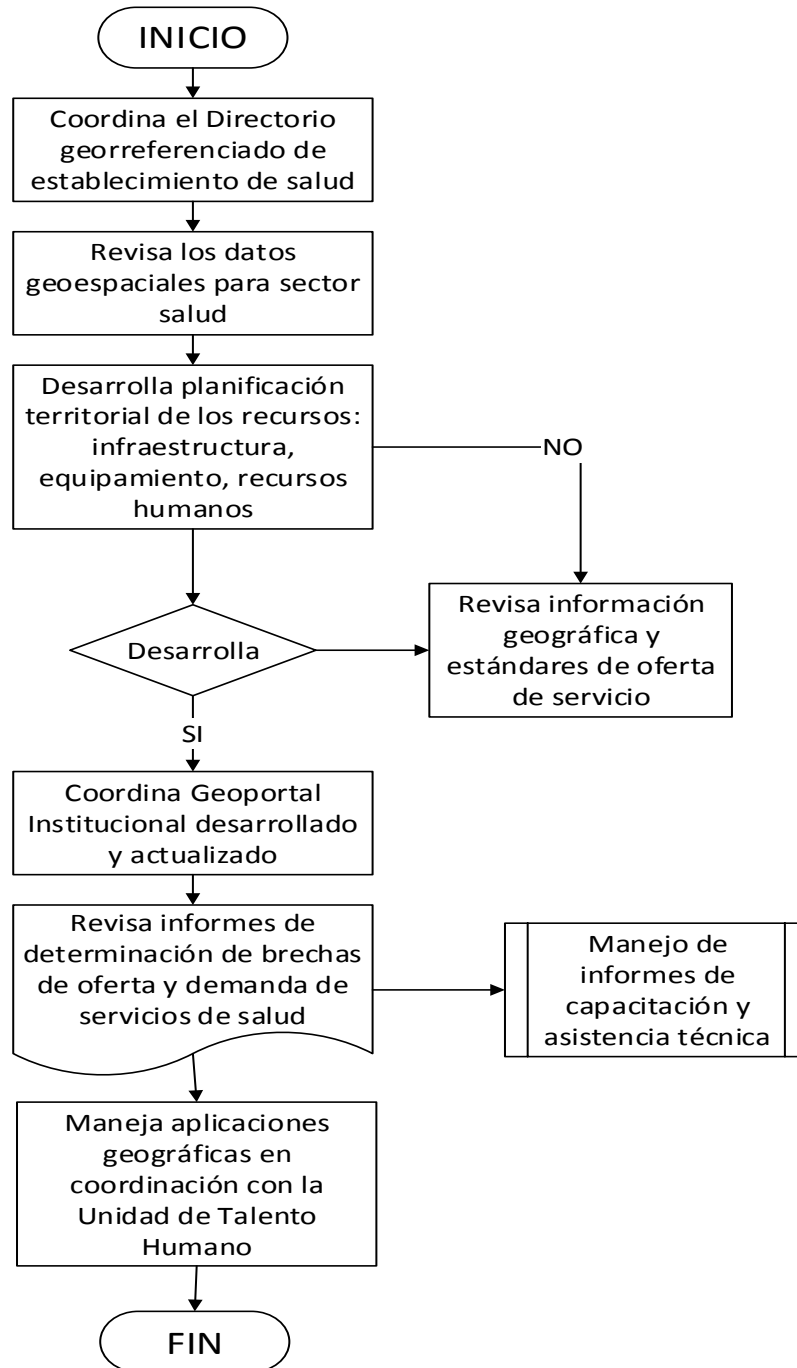 INICIO
Coordina el Directorio
georreferenciado de
establecimiento de salud
Revisa los datos
geoespaciales para sector
salud
Desarrolla planificación
territorial de los recursos:
infraestructura,
equipamiento, recursos
humanos
NO
Revisa información
geográfica y
estándares de oferta
de servicio
Desarrolla
SI
Coordina Geoportal
Institucional desarrollado
y actualizado
Revisa informes de
determinación de brechas
de oferta y demanda de
servicios de salud
Manejo de
informes de
capacitación y
asistencia técnica
Maneja aplicaciones
geográficas en
coordinación con la
Unidad de Talento
Humano
FIN